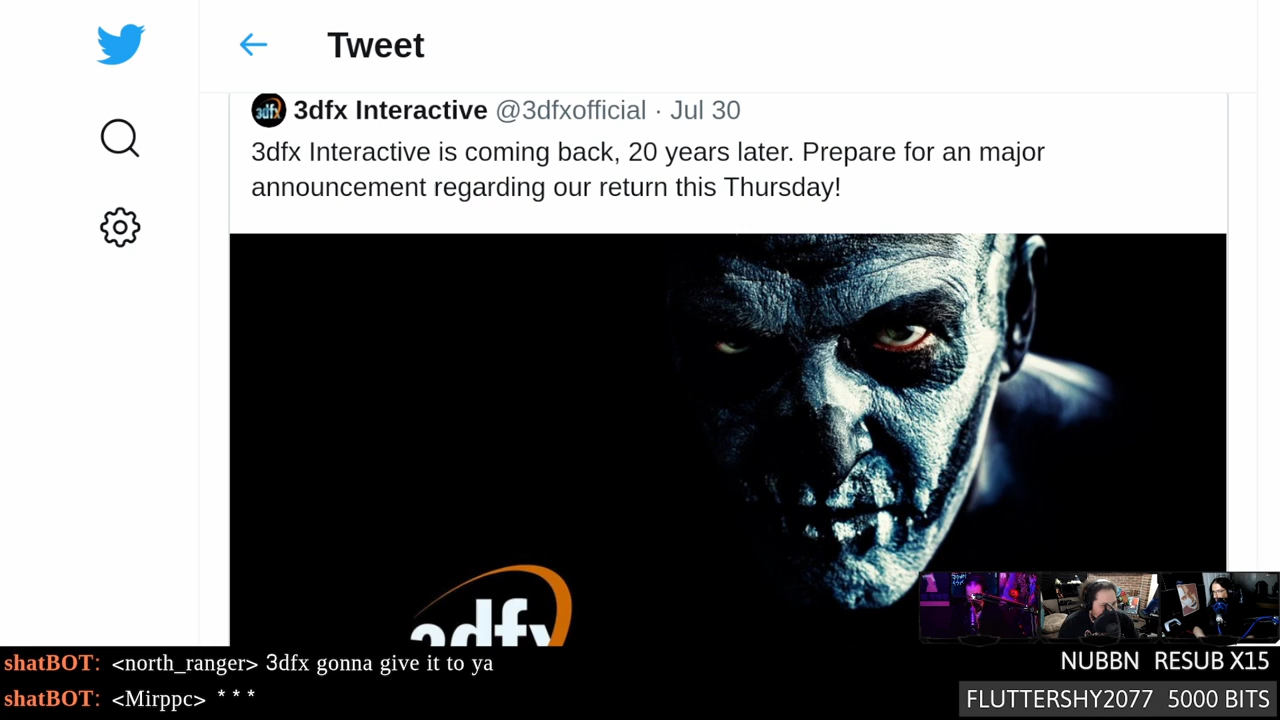 Tweet
3dfx Interactive @3dfxofficial · Jul 30
3dfx Interactive is coming back, 20 years later. Prepare for an major
announcement regarding our return this Thursday!
3dfx
shatBOT: <north_ranger> 3dfx gonna give it to ya
shatBOT: <Mirppc> ***
NUBBN RESUB X15
FLUTTERSHY2077 5000 BITS